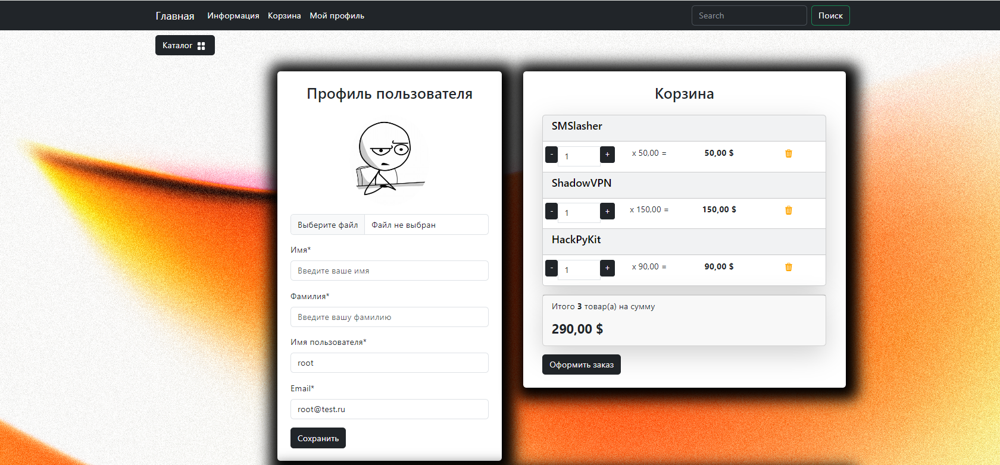 Главная Информация Корзина Мой профиль Search Поиск
Каталог
Профиль пользователя
Выберите файл Файл не выбран
Имя*
Введите ваше имя
Фамилия*
Введите вашу фамилию
Имя пользователя*
root
Email*
root@test.ru
Сохранить
Корзина
SMSlasher
- 1 + x 50,00 = 50,00 $
ShadowVPN
- 1 + x 150,00 = 150,00 $
HackPyKit
- 1 + x 90,00 = 90,00 $
Итого 3 товар(а) на сумму
290,00 $
Оформить заказ